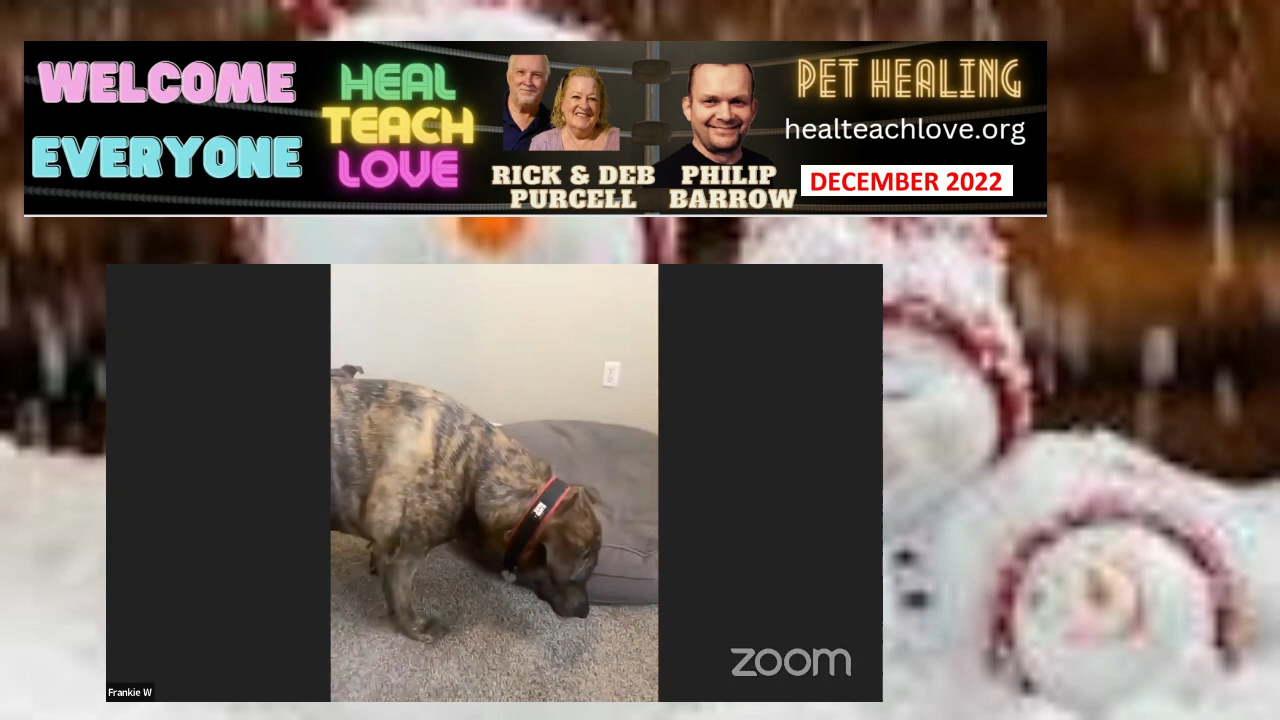 WELCOME
EVERYONE
HEAL
TEACH
LOVE
RICK & DEB
PURCELL
PHILIP
BARROW
PET HEALING
healteachlove.org
DECEMBER 2022
zoom
Frankie W